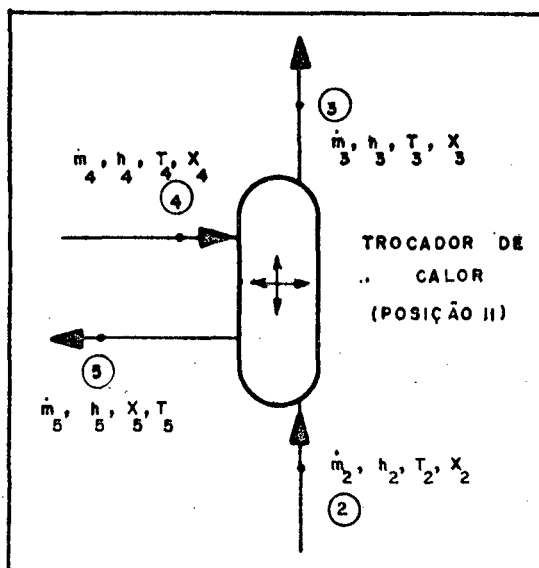 3
ṁ3, h3, T3, X3
ṁ4, h4, T4, X4
4
TROCADOR DE
CALOR
(POSIÇÃO II)
5
ṁ5, h5, X5, T5
ṁ2, h2, T2, X2
2